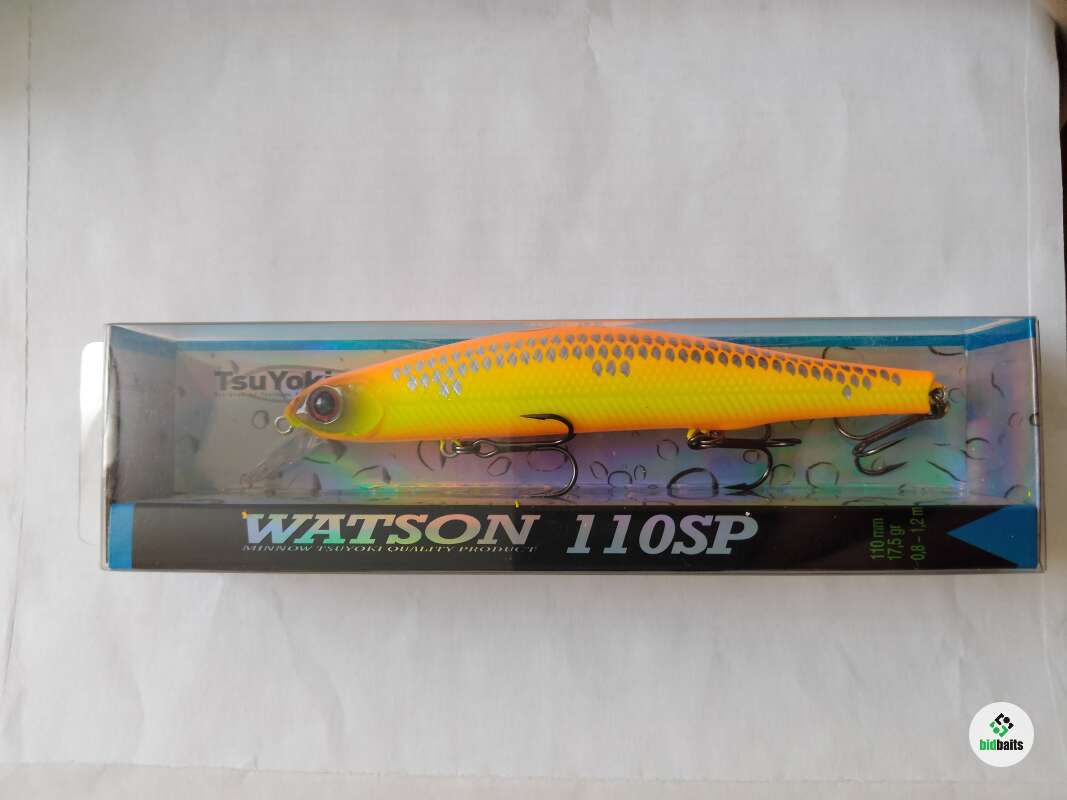 TsuYoki
WATSON 110SP
MINNOW TSUYOKI QUALITY PRODUCT
110 mm
17,5 gr
0,8 – 1,2 m
bidbaits